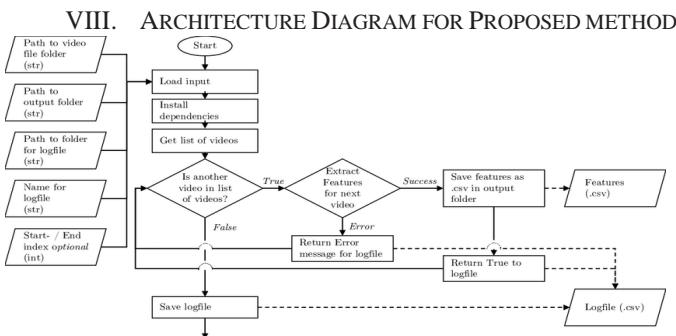 VIII. ARCHITECTURE DIAGRAM FOR PROPOSED METHOD
Path to video
file folder
(str)
Start
Load input
Path to
output folder
(str)
Install
dependencies
Get list of videos
Path to folder
for logfile
(str)
Is another
video in list
of videos?
True
Extract
Features
for next
video
Success
Save features as
.csv in output
folder
Features
(.csv)
Name for
logfile
(str)
False
Error
Start- / End
index optional
(int)
Return Error
message for logfile
Return True to
logfile
Save logfile
Logfile (.csv)